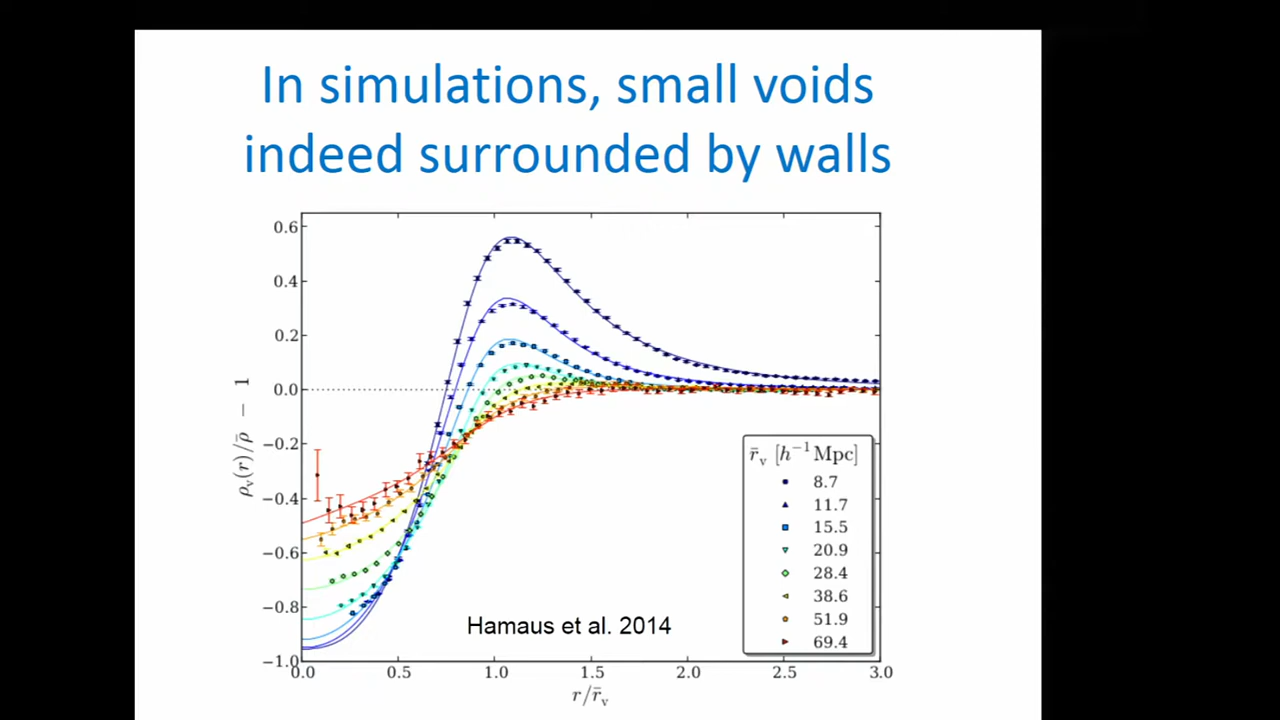 In simulations, small voids
indeed surrounded by walls
0.6
0.4
0.2
0.0
−0.2
−0.4
−0.6
−0.8
−1.0
ρ_v(r)/ρ̄ − 1
r̄_v [h⁻¹Mpc]
8.7
11.7
15.5
20.9
28.4
38.6
51.9
69.4
Hamaus et al. 2014
0.0 0.5 1.0 1.5 2.0 2.5 3.0
r/r̄_v